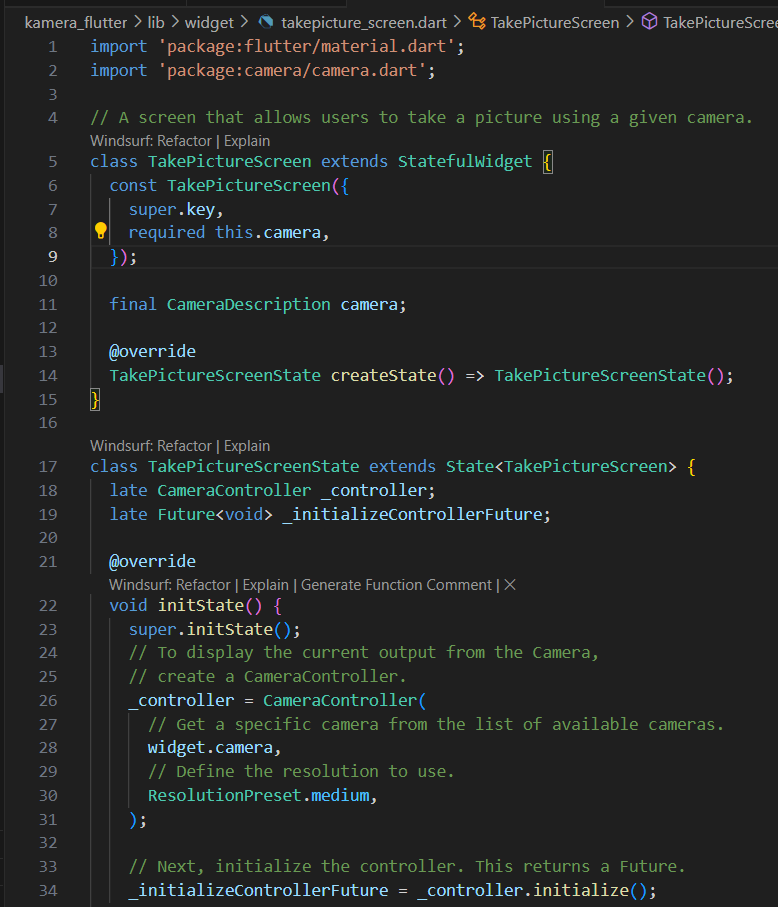 kamera_flutter > lib > widget > takepicture_screen.dart > TakePictureScreen > TakePictureScree
1 import 'package:flutter/material.dart';
2 import 'package:camera/camera.dart';
3
4 // A screen that allows users to take a picture using a given camera.
Windsurf: Refactor | Explain
5 class TakePictureScreen extends StatefulWidget {
6   const TakePictureScreen({
7     super.key,
8     required this.camera,
9   });
10
11   final CameraDescription camera;
12
13   @override
14   TakePictureScreenState createState() => TakePictureScreenState();
15 }
16
Windsurf: Refactor | Explain
17 class TakePictureScreenState extends State<TakePictureScreen> {
18   late CameraController _controller;
19   late Future<void> _initializeControllerFuture;
20
21   @override
Windsurf: Refactor | Explain | Generate Function Comment | ×
22   void initState() {
23     super.initState();
24     // To display the current output from the Camera,
25     // create a CameraController.
26     _controller = CameraController(
27       // Get a specific camera from the list of available cameras.
28       widget.camera,
29       // Define the resolution to use.
30       ResolutionPreset.medium,
31     );
32
33     // Next, initialize the controller. This returns a Future.
34     _initializeControllerFuture = _controller.initialize();